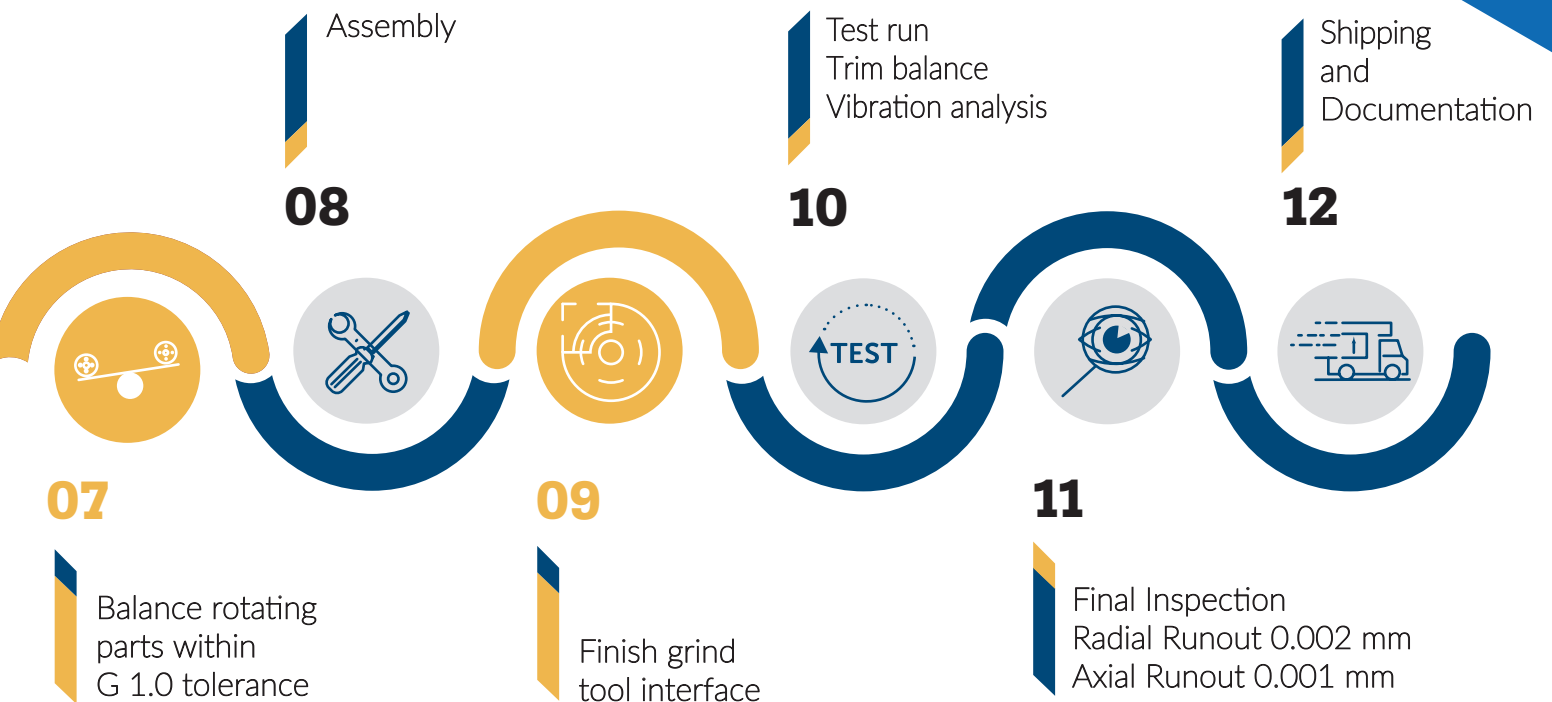 07
Balance rotating
parts within
G 1.0 tolerance
Assembly
08
09
Finish grind
tool interface
Test run
Trim balance
Vibration analysis
10
TEST
11
Final Inspection
Radial Runout 0.002 mm
Axial Runout 0.001 mm
Shipping
and
Documentation
12